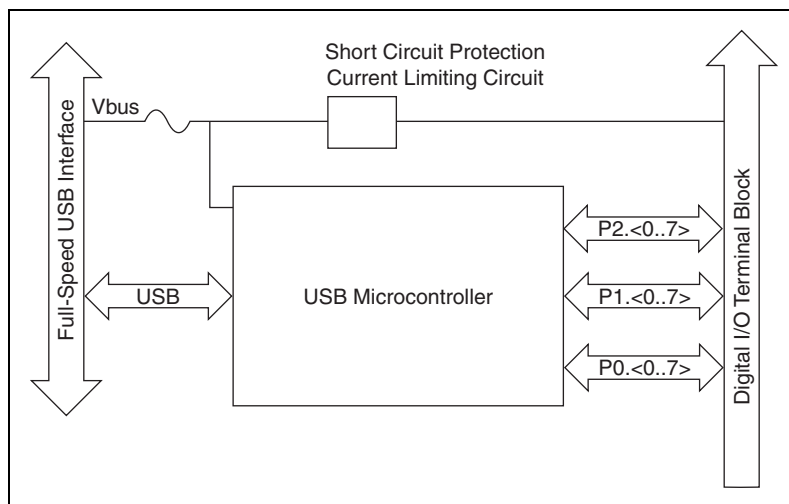 Short Circuit Protection
Current Limiting Circuit
Vbus
Full-Speed USB Interface
USB
USB Microcontroller
P2.<0..7>
P1.<0..7>
P0.<0..7>
Digital I/O Terminal Block